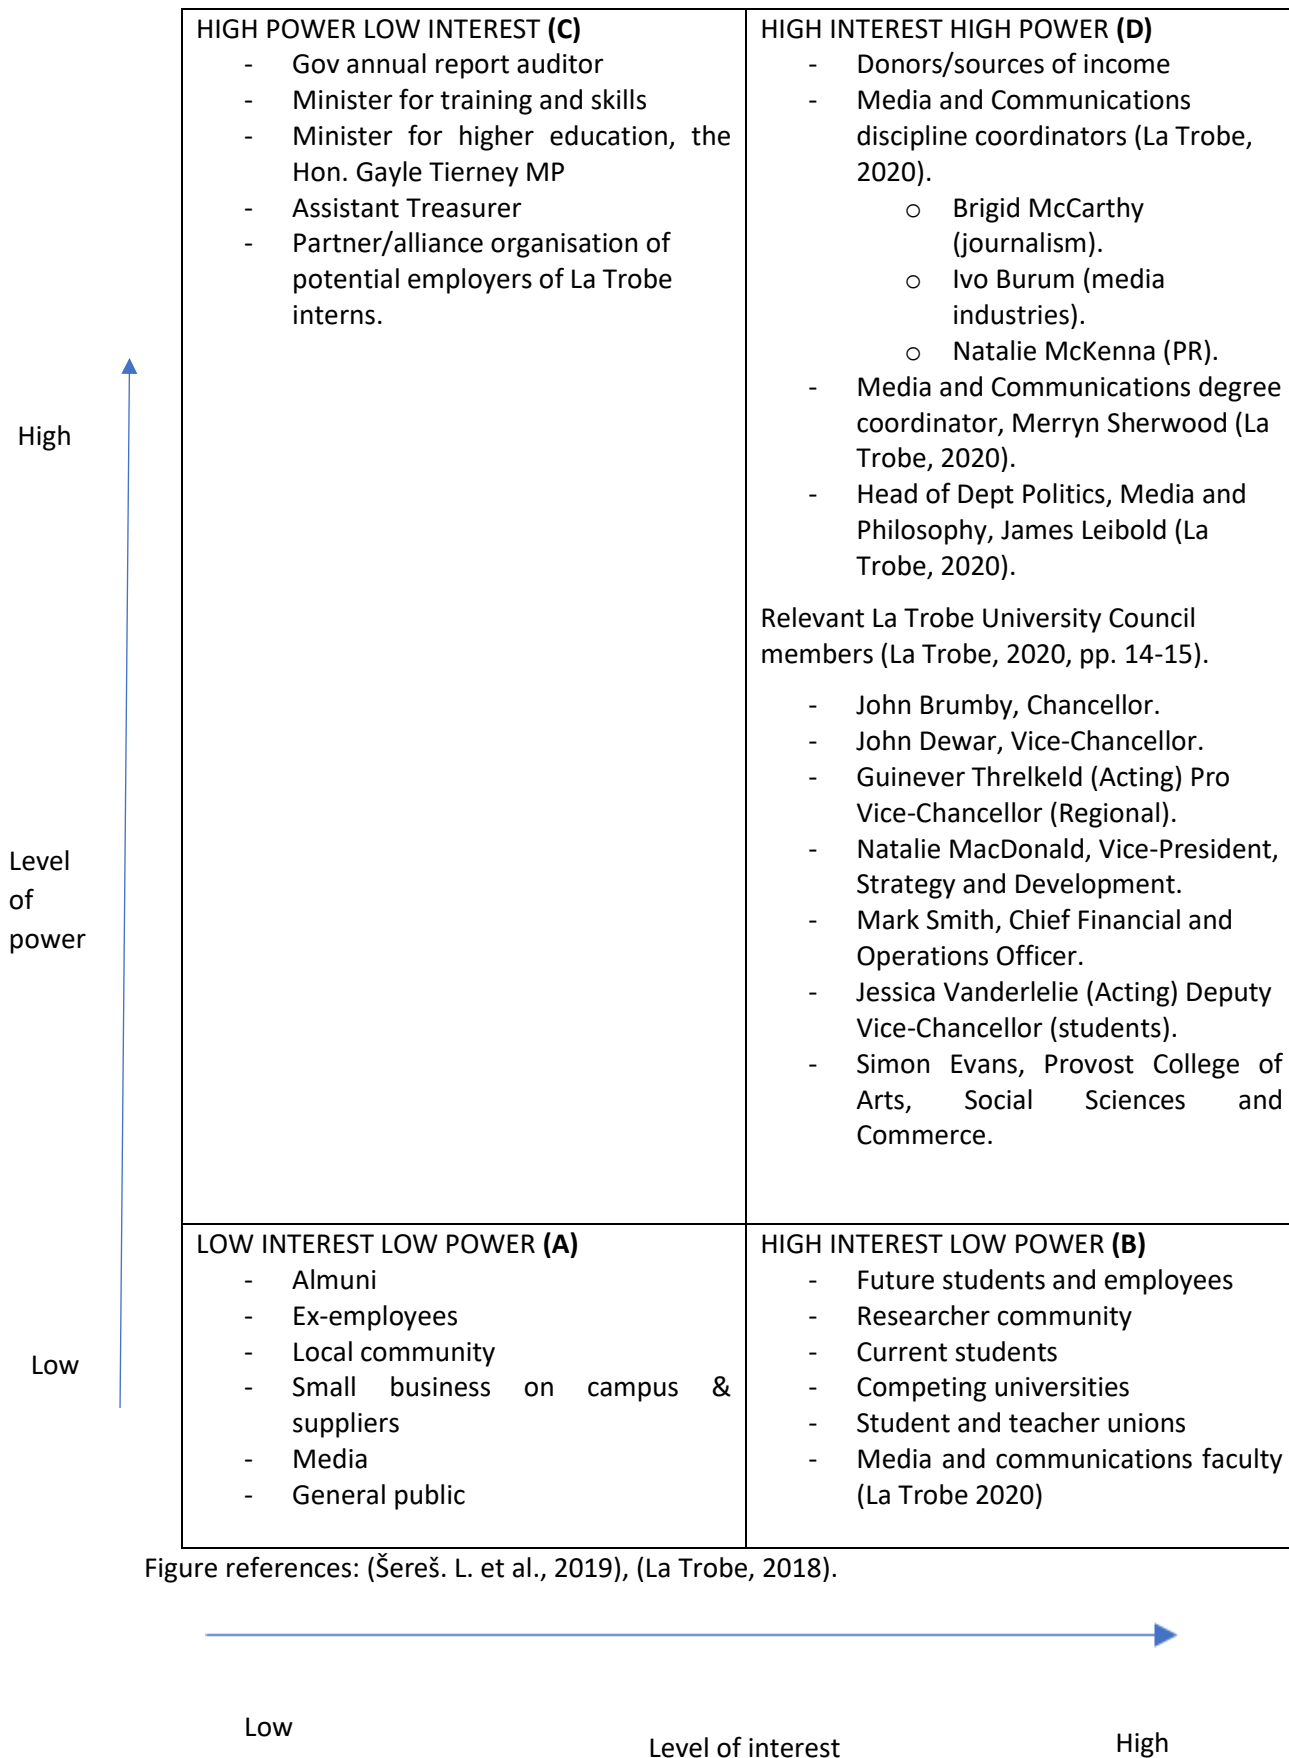 HIGH POWER LOW INTEREST (C)
- Gov annual report auditor
- Minister for training and skills
- Minister for higher education, the
Hon. Gayle Tierney MP
- Assistant Treasurer
- Partner/alliance organisation of
potential employers of La Trobe
interns.
HIGH INTEREST HIGH POWER (D)
- Donors/sources of income
- Media and Communications
discipline coordinators (La Trobe,
2020).
o Brigid McCarthy
(journalism).
o Ivo Burum (media
industries).
o Natalie McKenna (PR).
- Media and Communications degree
coordinator, Merryn Sherwood (La
Trobe, 2020).
- Head of Dept Politics, Media and
Philosophy, James Leibold (La
Trobe, 2020).
Relevant La Trobe University Council
members (La Trobe, 2020, pp. 14-15).
- John Brumby, Chancellor.
- John Dewar, Vice-Chancellor.
- Guinever Threlkeld (Acting) Pro
Vice-Chancellor (Regional).
- Natalie MacDonald, Vice-President,
Strategy and Development.
- Mark Smith, Chief Financial and
Operations Officer.
- Jessica Vanderlelie (Acting) Deputy
Vice-Chancellor (students).
- Simon Evans, Provost College of
Arts, Social Sciences and
Commerce.
High
Level
of
power
Low
LOW INTEREST LOW POWER (A)
- Almuni
- Ex-employees
- Local community
- Small business on campus &
suppliers
- Media
- General public
HIGH INTEREST LOW POWER (B)
- Future students and employees
- Researcher community
- Current students
- Competing universities
- Student and teacher unions
- Media and communications faculty
(La Trobe 2020)
Figure references: (Šereš. L. et al., 2019), (La Trobe, 2018).
Low
Level of interest
High